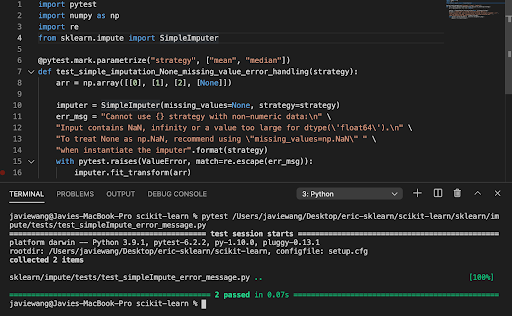 1 import pytest
2 import numpy as np
3 import re
4 from sklearn.impute import SimpleImputer
5
6 @pytest.mark.parametrize("strategy", ["mean", "median"])
7 def test_simple_imputation_None_missing_value_error_handling(strategy):
8 arr = np.array([[0], [1], [2], [None]])
9
10 imputer = SimpleImputer(missing_values=None, strategy=strategy)
11 err_msg = "Cannot use {} strategy with non-numeric data:\n" \
12 "Input contains NaN, infinity or a value too large for dtype(\'float64\').\n" \
13 "To treat None as np.NaN, recommend using \"missing_values=np.NaN\" " \
14 "when instantiate the imputer".format(strategy)
15 with pytest.raises(ValueError, match=re.escape(err_msg)):
16 imputer.fit_transform(arr)
TERMINAL PROBLEMS OUTPUT DEBUG CONSOLE 3: Python
javiewang@Javies-MacBook-Pro scikit-learn % pytest /Users/javiewang/Desktop/eric-sklearn/scikit-learn/sklearn/im
pute/tests/test_simpleImpute_error_message.py
test session starts
platform darwin -- Python 3.9.1, pytest-6.2.2, py-1.10.0, pluggy-0.13.1
rootdir: /Users/javiewang/Desktop/eric-sklearn/scikit-learn, configfile: setup.cfg
collected 2 items
sklearn/impute/tests/test_simpleImpute_error_message.py .. [100%]
2 passed in 0.07s
javiewang@Javies-MacBook-Pro scikit-learn %